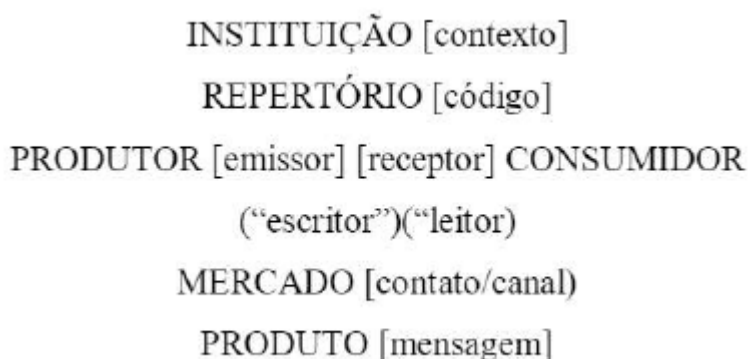 INSTITUIÇÃO [contexto]
REPERTÓRIO [código]
PRODUTOR [emissor] [receptor] CONSUMIDOR
(“escritor”)(“leitor)
MERCADO [contato/canal)
PRODUTO [mensagem]